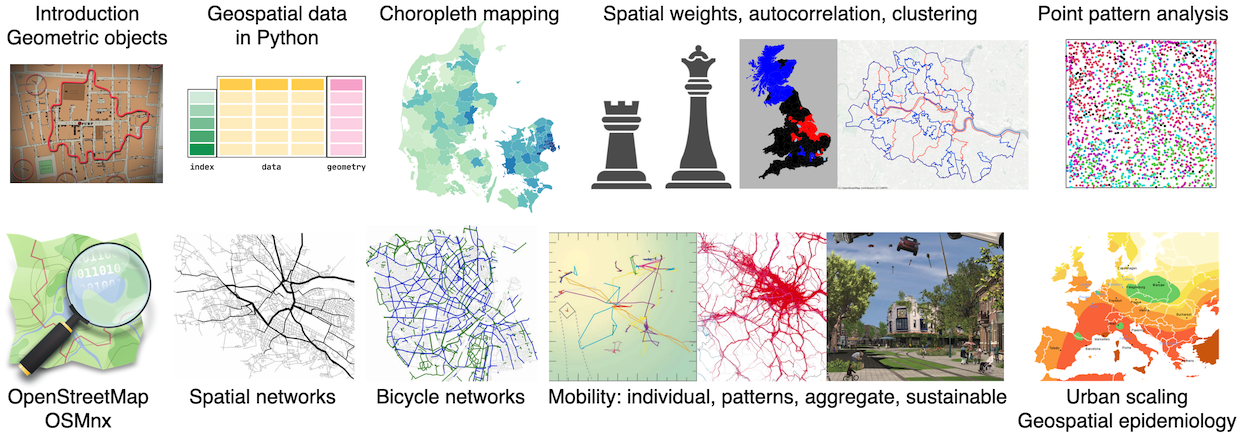 Introduction
Geometric objects
Geospatial data
in Python
Choropleth mapping
Spatial weights, autocorrelation, clustering
Point pattern analysis
index
data
geometry
OpenStreetMap
OSMnx
Spatial networks
Bicycle networks
Mobility: individual, patterns, aggregate, sustainable
Urban scaling
Geospatial epidemiology